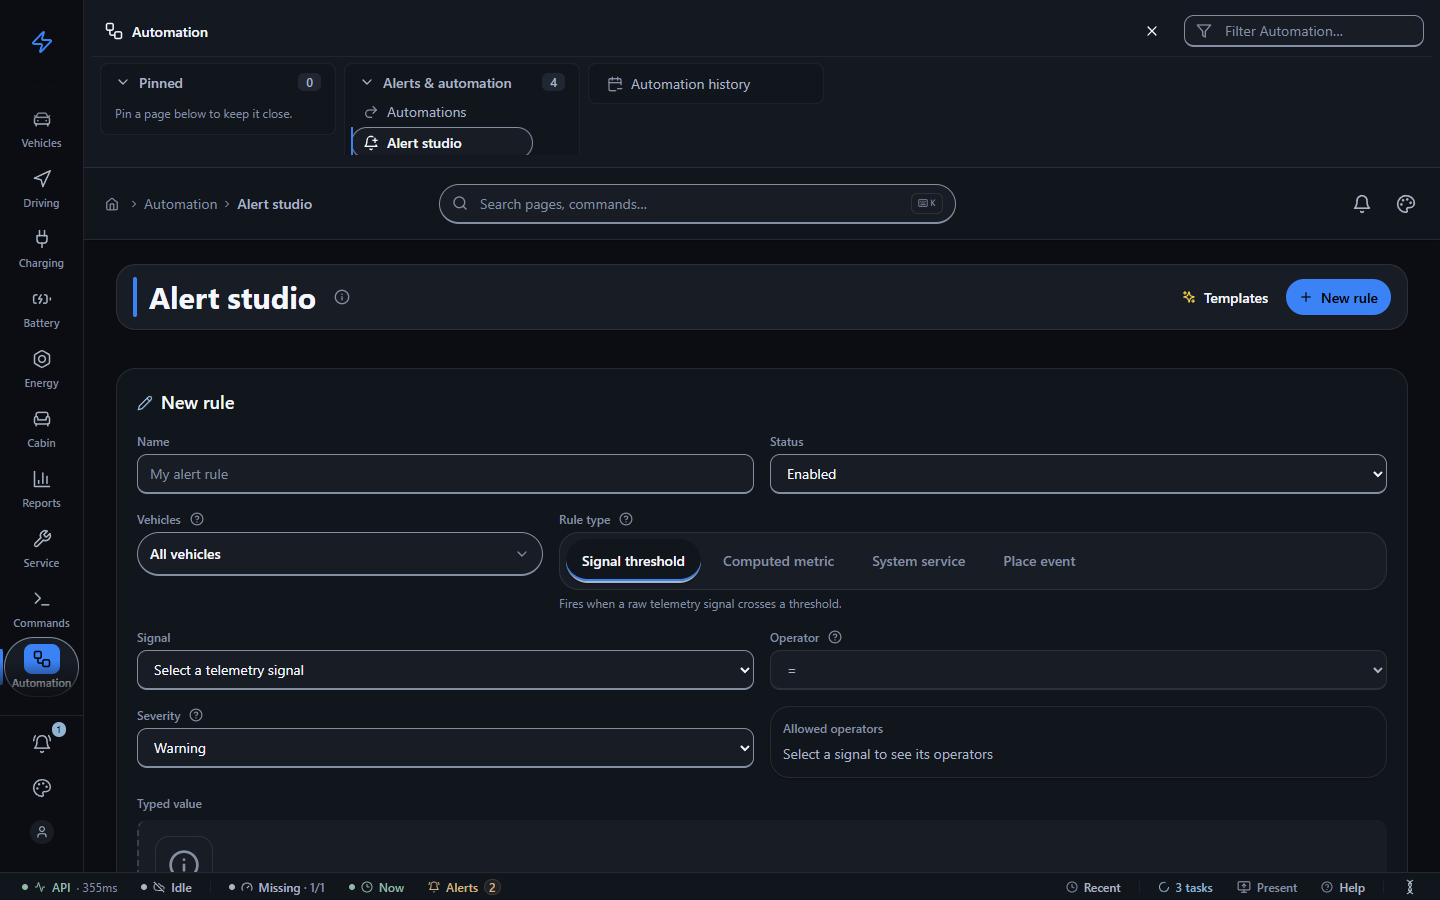 Automation
Filter Automation...
Pinned
0
Pin a page below to keep it close.
Alerts & automation
4
Automations
Alert studio
Automation history
Vehicles
Driving
Charging
Battery
Energy
Cabin
Reports
Service
Commands
Automation
1
Automation
Alert studio
Search pages, commands...
K
Alert studio
Templates
New rule
New rule
Name
My alert rule
Status
Enabled
Vehicles
All vehicles
Rule type
Signal threshold
Computed metric
System service
Place event
Fires when a raw telemetry signal crosses a threshold.
Signal
Select a telemetry signal
Operator
=
Severity
Warning
Allowed operators
Select a signal to see its operators
Typed value
API · 355ms
Idle
Missing · 1/1
Now
Alerts 2
Recent
3 tasks
Present
Help